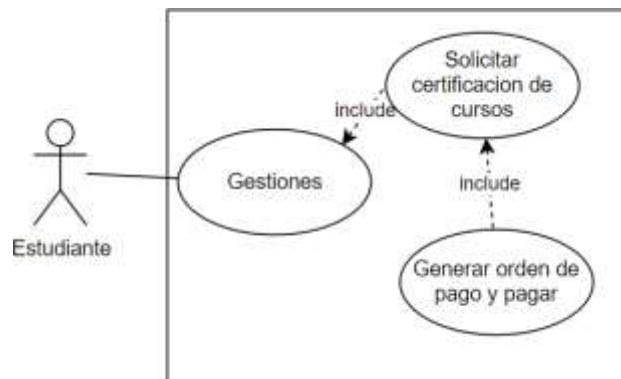 Solicitar
certificacion de
cursos
include
Gestiones
include
Estudiante
Generar orden de
pago y pagar